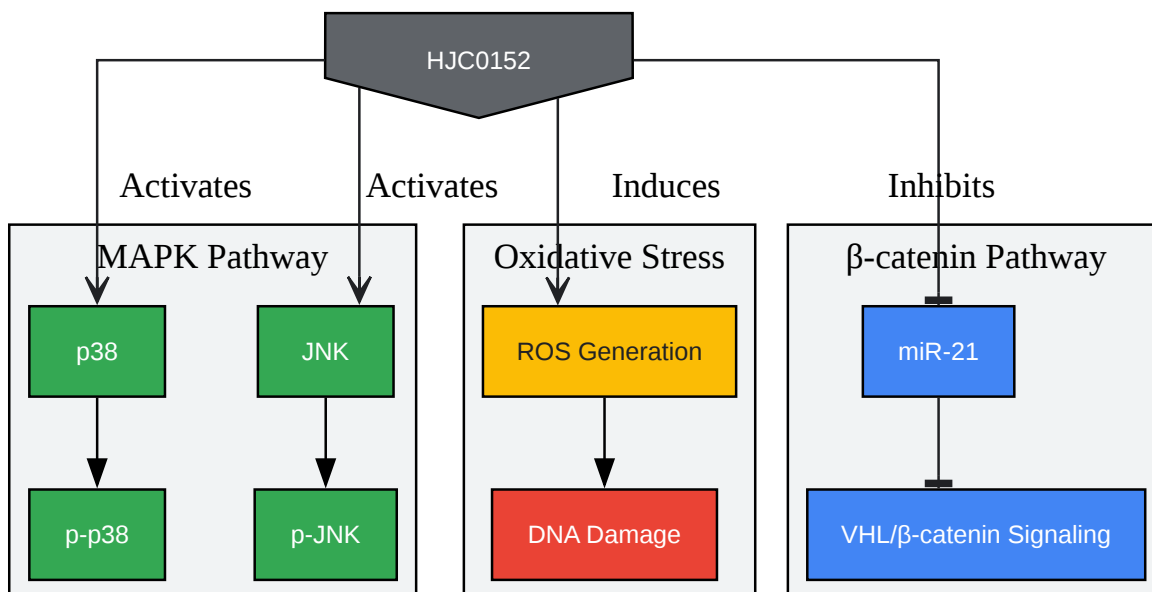 HJC0152
Activates
Activates
Induces
Inhibits
MAPK Pathway
Oxidative Stress
β-catenin Pathway
p38
JNK
ROS Generation
miR-21
p-p38
p-JNK
DNA Damage
VHL/β-catenin Signaling